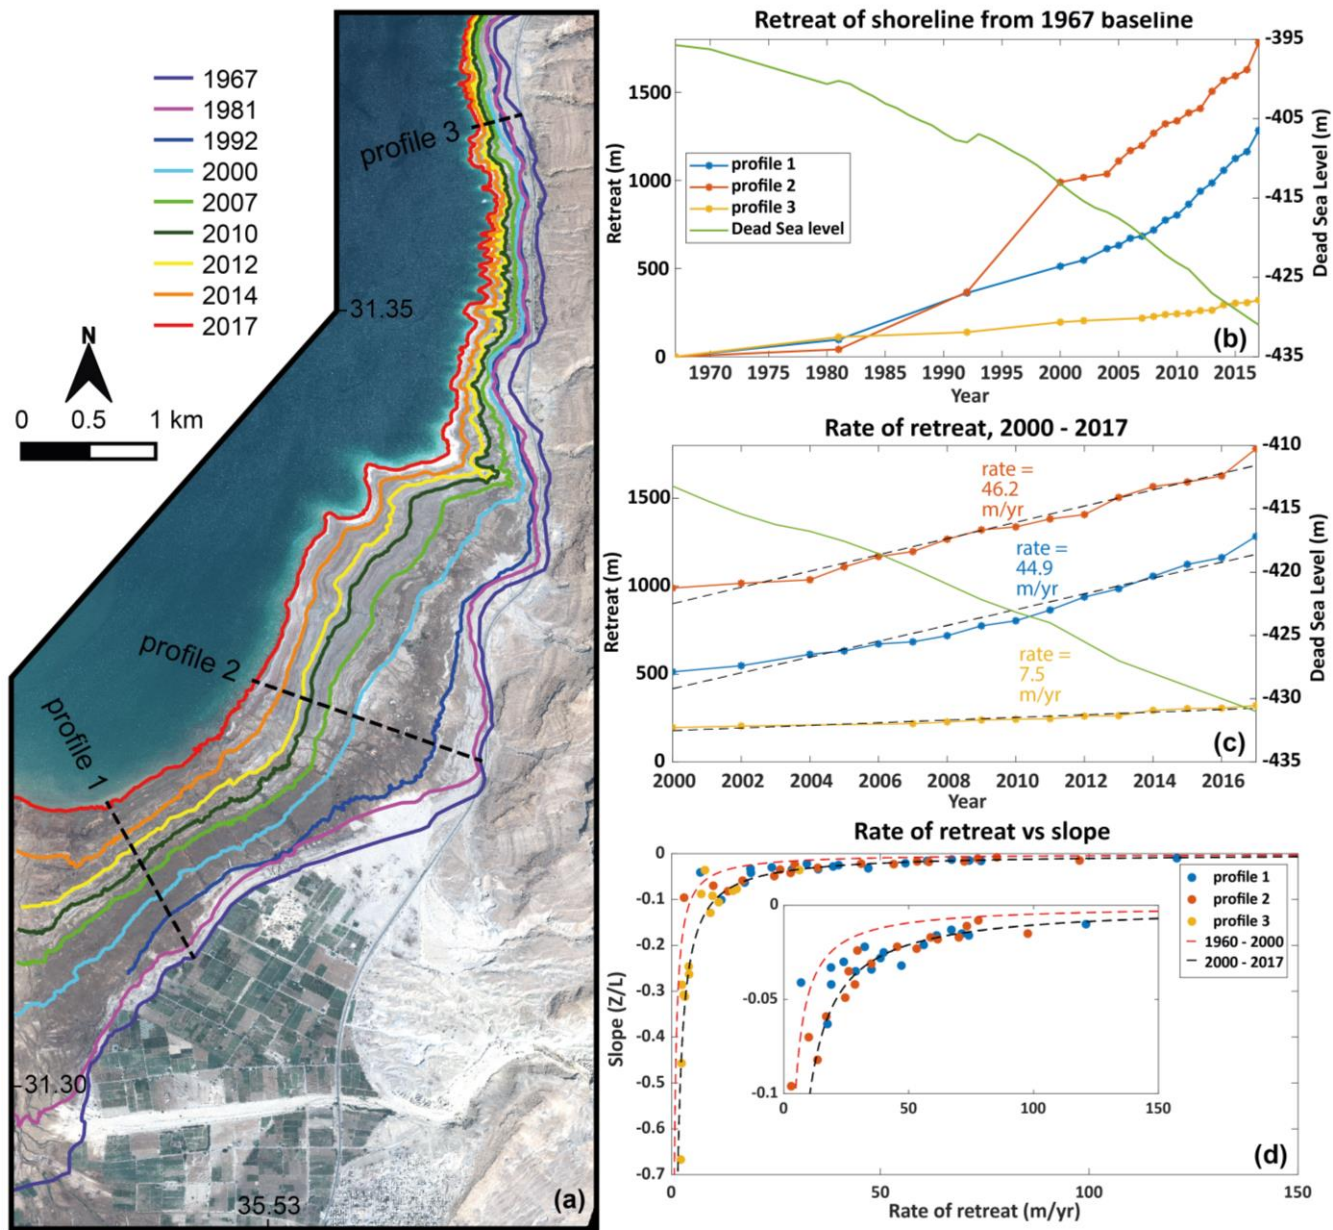 1967
1981
1992
2000
2007
2010
2012
2014
2017
N
0 0.5 1 km
profile 3
31.35
profile 2
profile 1
31.30
35.53
(a)
Retreat of shoreline from 1967 baseline
1500
1000
500
0
Retreat (m)
profile 1
profile 2
profile 3
Dead Sea level
-395
-405
-415
-425
-435
Dead Sea Level (m)
(b)
1970 1975 1980 1985 1990 1995 2000 2005 2010 2015
Year
Rate of retreat, 2000 - 2017
1500
1000
500
0
Retreat (m)
rate =
46.2
m/yr
rate =
44.9
m/yr
rate =
7.5
m/yr
-410
-415
-420
-425
-430
-435
Dead Sea Level (m)
(c)
2000 2002 2004 2006 2008 2010 2012 2014 2016
Year
Rate of retreat vs slope
0
-0.1
-0.2
-0.3
-0.4
-0.5
-0.6
-0.7
Slope (Z/L)
profile 1
profile 2
profile 3
1960 - 2000
2000 - 2017
0
-0.05
-0.1
0 50 100 150
(d)
0 50 100 150
Rate of retreat (m/yr)